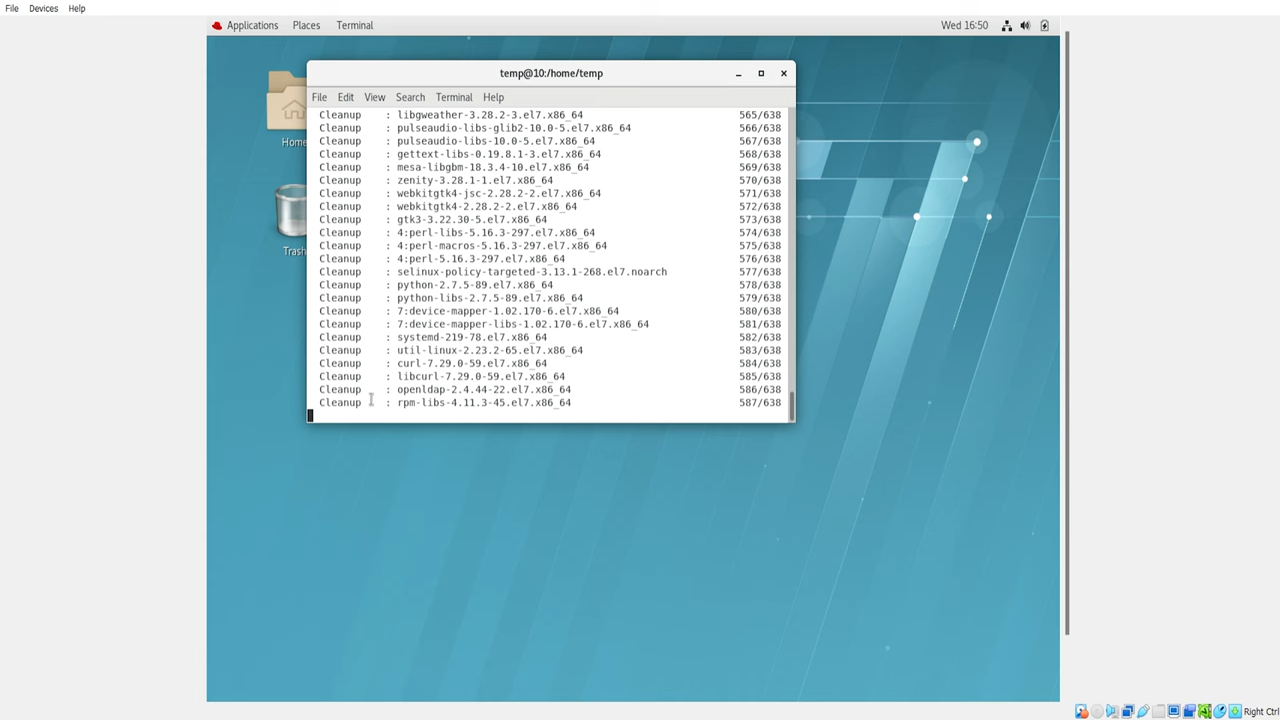 File Devices Help
Applications Places Terminal Wed 16:50
temp@10:/home/temp
File Edit View Search Terminal Help
Home
Trash
Cleanup : libgweather-3.28.2-3.el7.x86_64 565/638
Cleanup : pulseaudio-libs-glib2-10.0-5.el7.x86_64 566/638
Cleanup : pulseaudio-libs-10.0-5.el7.x86_64 567/638
Cleanup : gettext-libs-0.19.8.1-3.el7.x86_64 568/638
Cleanup : mesa-libgbm-18.3.4-10.el7.x86_64 569/638
Cleanup : zenity-3.28.1-1.el7.x86_64 570/638
Cleanup : webkitgtk4-jsc-2.28.2-2.el7.x86_64 571/638
Cleanup : webkitgtk4-2.28.2-2.el7.x86_64 572/638
Cleanup : gtk3-3.22.30-5.el7.x86_64 573/638
Cleanup : 4:perl-libs-5.16.3-297.el7.x86_64 574/638
Cleanup : 4:perl-macros-5.16.3-297.el7.x86_64 575/638
Cleanup : 4:perl-5.16.3-297.el7.x86_64 576/638
Cleanup : selinux-policy-targeted-3.13.1-268.el7.noarch 577/638
Cleanup : python-2.7.5-89.el7.x86_64 578/638
Cleanup : python-libs-2.7.5-89.el7.x86_64 579/638
Cleanup : 7:device-mapper-1.02.170-6.el7.x86_64 580/638
Cleanup : 7:device-mapper-libs-1.02.170-6.el7.x86_64 581/638
Cleanup : systemd-219-78.el7.x86_64 582/638
Cleanup : util-linux-2.23.2-65.el7.x86_64 583/638
Cleanup : curl-7.29.0-59.el7.x86_64 584/638
Cleanup : libcurl-7.29.0-59.el7.x86_64 585/638
Cleanup : openldap-2.4.44-22.el7.x86_64 586/638
Cleanup : rpm-libs-4.11.3-45.el7.x86_64 587/638
Right Ctrl